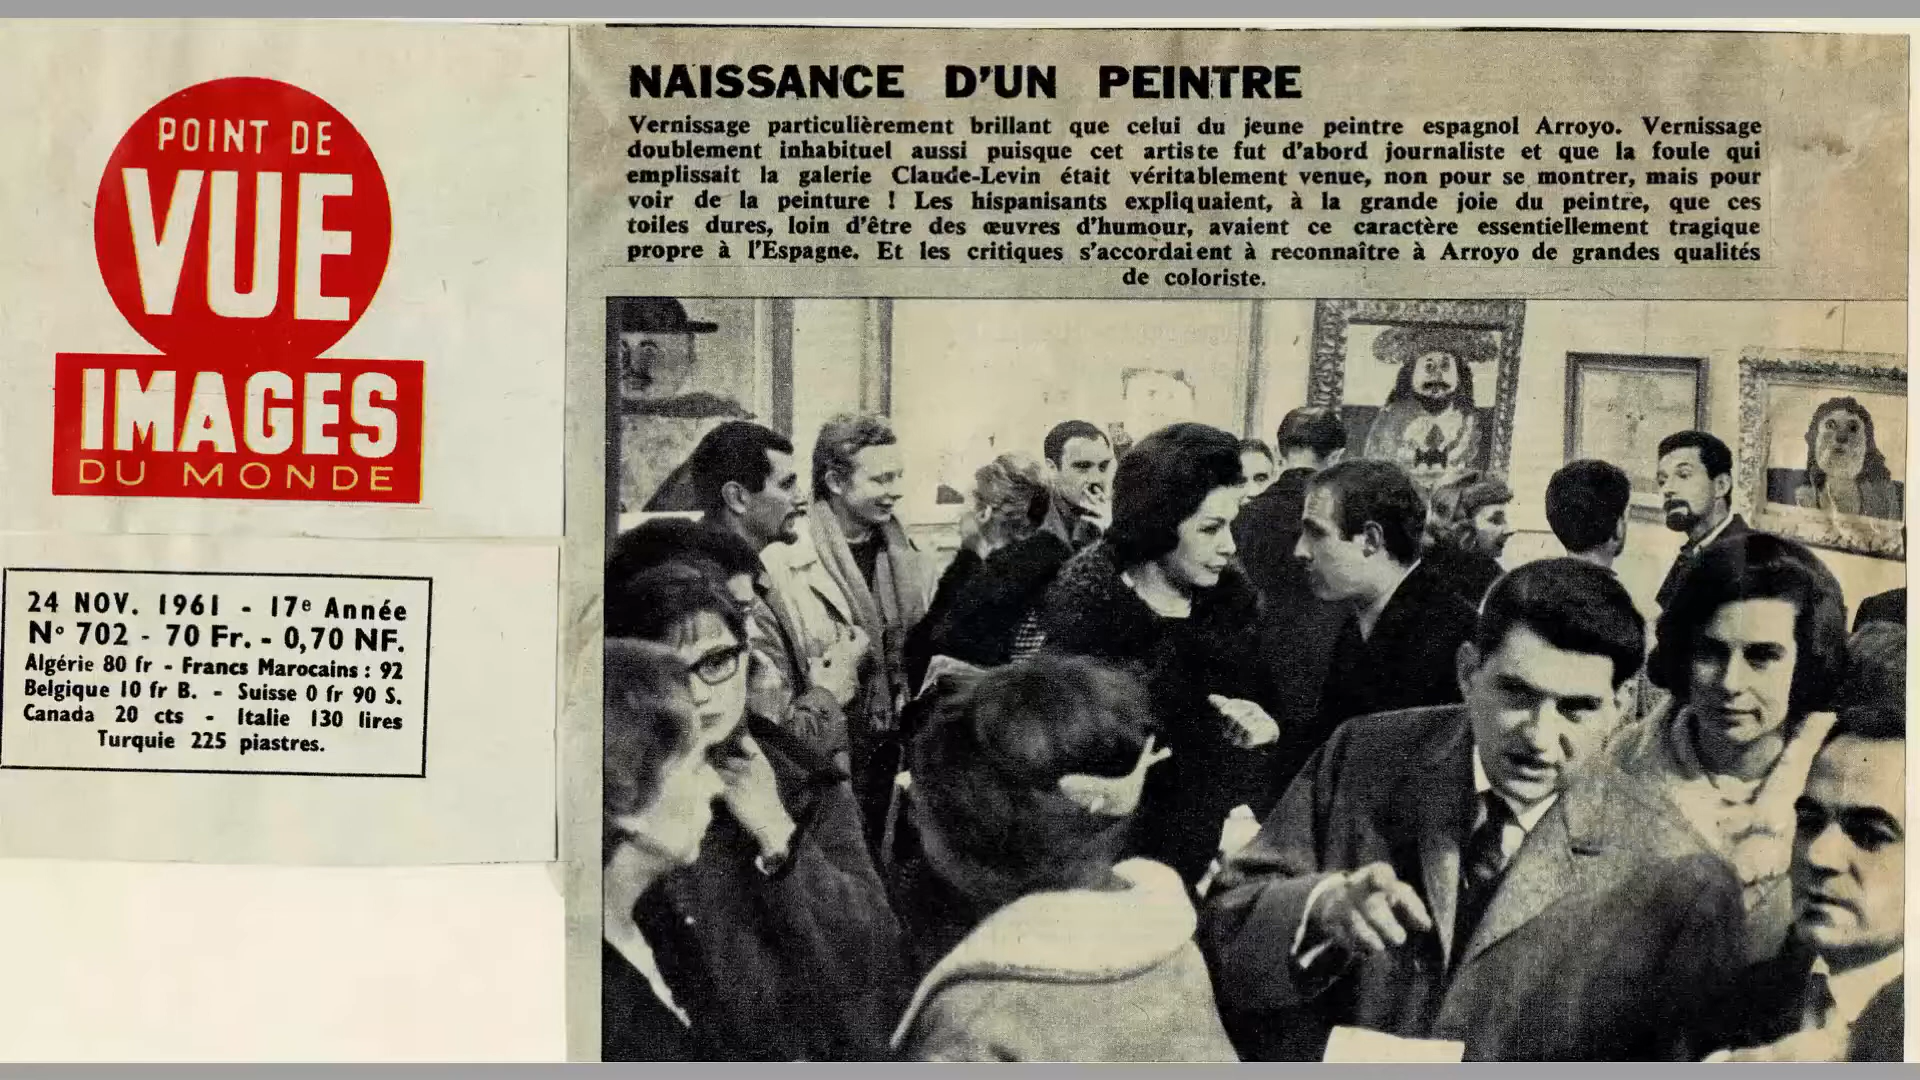 POINT DE
VUE
IMAGES
DU MONDE
24 NOV. 1961 - 17e Année
N° 702 - 70 Fr. - 0,70 NF.
Algérie 80 fr - Francs Marocains : 92
Belgique 10 fr B. - Suisse 0 fr 90 S.
Canada 20 cts - Italie 130 lires
Turquie 225 piastres.
NAISSANCE D'UN PEINTRE
Vernissage particulièrement brillant que celui du jeune peintre espagnol Arroyo. Vernissage
doublement inhabituel aussi puisque cet artiste fut d'abord journaliste et que la foule qui
emplissait la galerie Claude-Levin était véritablement venue, non pour se montrer, mais pour
voir de la peinture ! Les hispanisants expliquaient, à la grande joie du peintre, que ces
toiles dures, loin d'être des œuvres d'humour, avaient ce caractère essentiellement tragique
propre à l'Espagne. Et les critiques s'accordaient à reconnaître à Arroyo de grandes qualités
de coloriste.